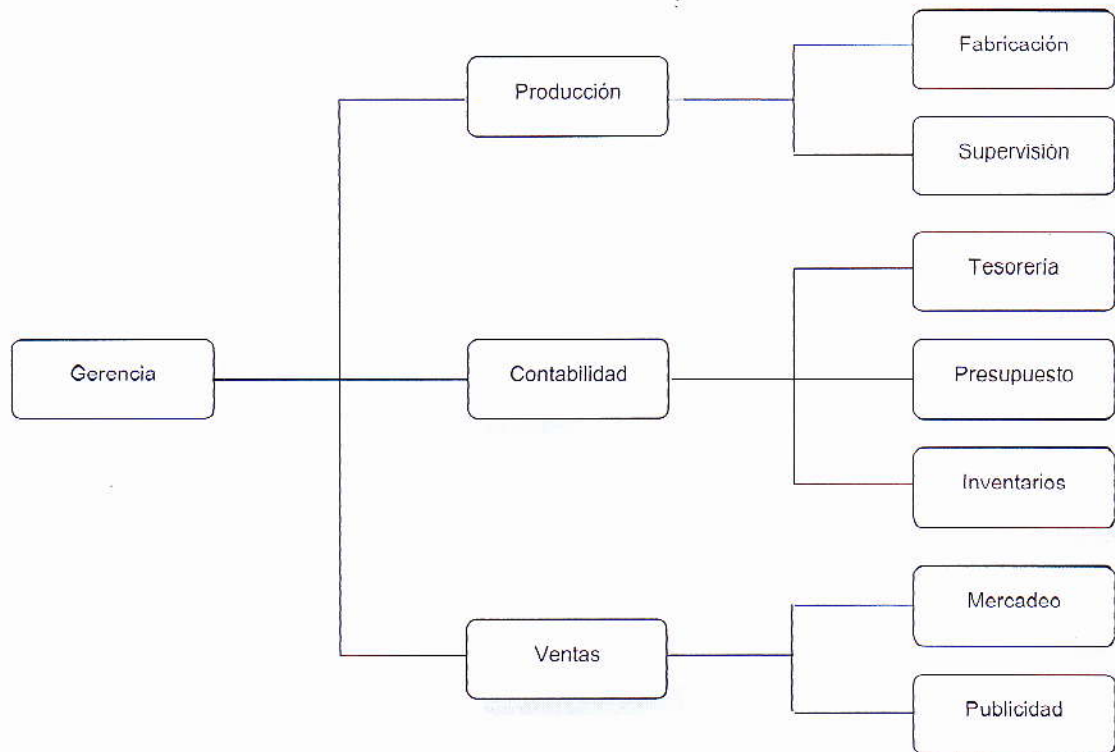 Fabricación
Producción
Supervisión
Tesorería
Gerencia
Contabilidad
Presupuesto
Inventarios
Mercadeo
Ventas
Publicidad